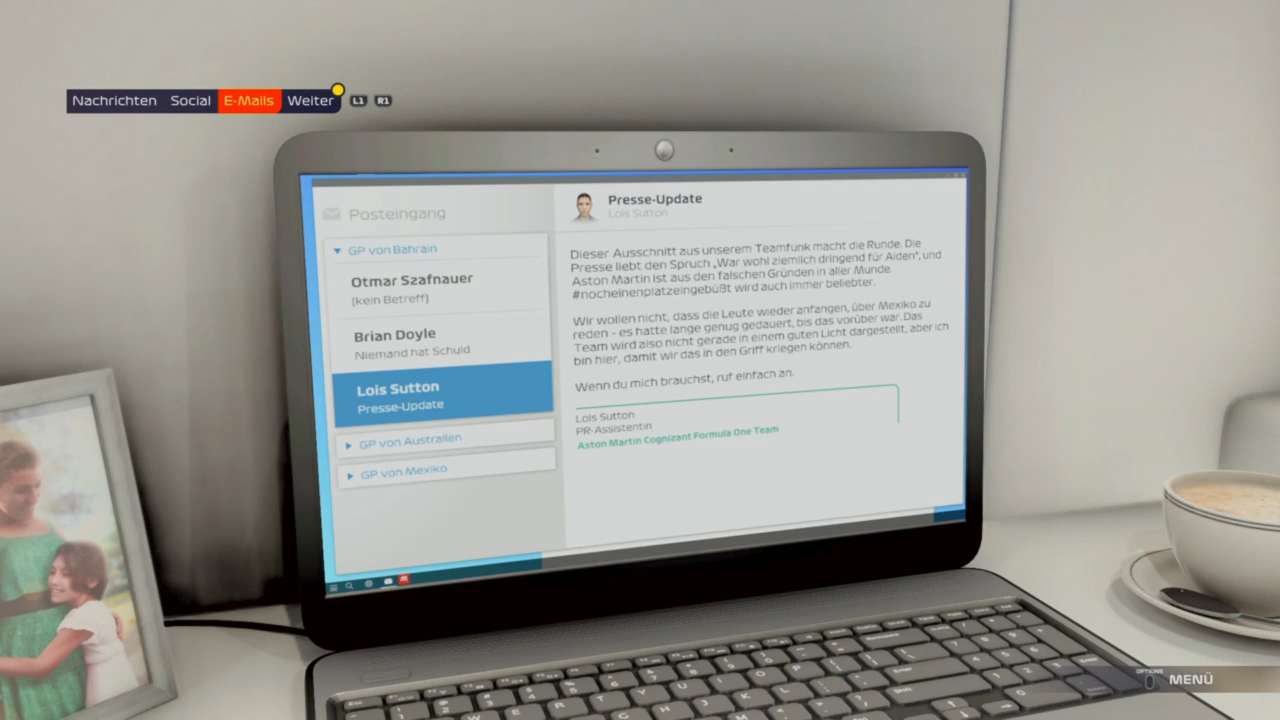 Nachrichten Social E-Mails Weiter L1 R1
Posteingang
GP von Bahrain
Otmar Szafnauer
(kein Betreff)
Brian Doyle
Niemand hat Schuld
Lois Sutton
Presse-Update
GP von Australien
GP von Mexiko
Presse-Update
Lois Sutton
Dieser Ausschnitt aus unserem Teamfunk macht die Runde. Die
Presse liebt den Spruch „War wohl ziemlich dringend für Aiden", und
Aston Martin ist aus den falschen Gründen in aller Munde.
#nocheinenplatzeingebüßt wird auch immer beliebter.
Wir wollen nicht, dass die Leute wieder anfangen, über Mexiko zu
reden - es hatte lange genug gedauert, bis das vorüber war. Das
Team wird also nicht gerade in einem guten Licht dargestellt, aber ich
bin hier, damit wir das in den Griff kriegen können.
Wenn du mich brauchst, ruf einfach an.
Lois Sutton
PR-Assistentin
Aston Martin Cognizant Formula One Team
OPTIONS
MENÜ